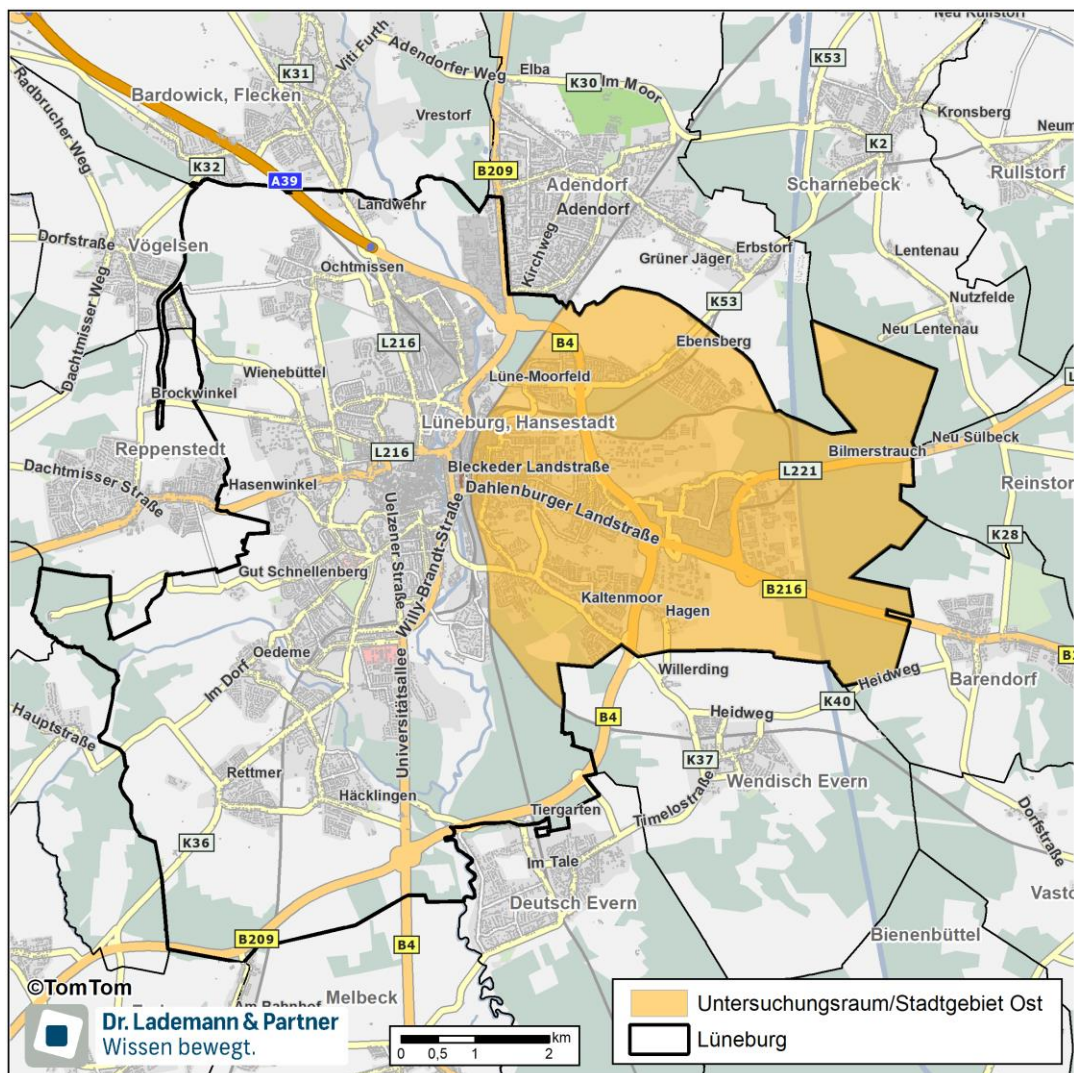 Neu Rullstorf
K53
K31
Viti Furth
Adendorfer Weg
Elba
K30
Im Moor
Radbrucher Weg
Bardowick, Flecken
Vrestorf
Kronsberg
K2
Neum
K32
B209
A39
Adendorf
Scharnebeck
Rullstorf
Landwehr
Adendorf
Dorfstraße
Vögelsen
Kirchweg
Erbstorf
Lentenau
Ochtmissen
Grüner Jäger
K53
Nutzfelde
Dachtmisser Weg
Neu Lentenau
L216
B4
Ebensberg
Wienebüttel
Lüne-Moorfeld
Brockwinkel
Lüneburg, Hansestadt
Neu Sülbeck
Reppenstedt
L216
Bilmerstrauch
Bleckeder Landstraße
L221
Dachtmisser Straße
Hasenwinkel
Dahlenburger Landstraße
Reinstor
Uelzener Straße
Willy-Brandt-Straße
K28
Gut Schnellenberg
Kaltenmoor
B216
Hagen
Oedeme
Willerding
Barendorf
Heidweg
Im Dorf
K40
Hauptstraße
B4
Heidweg
Universitätsallee
K37
Rettmer
Wendisch Evern
Häcklingen
Tiergarten
Timelostraße
Dorfstraße
K36
Im Tale
Deutsch Evern
Vasto
B209
B4
Bienenbüttel
©TomTom
Am Bahnhof
Melbeck
Dr. Lademann & Partner
Wissen bewegt.
km
0 0,5 1 2
Untersuchungsraum/Stadtgebiet Ost
Lüneburg